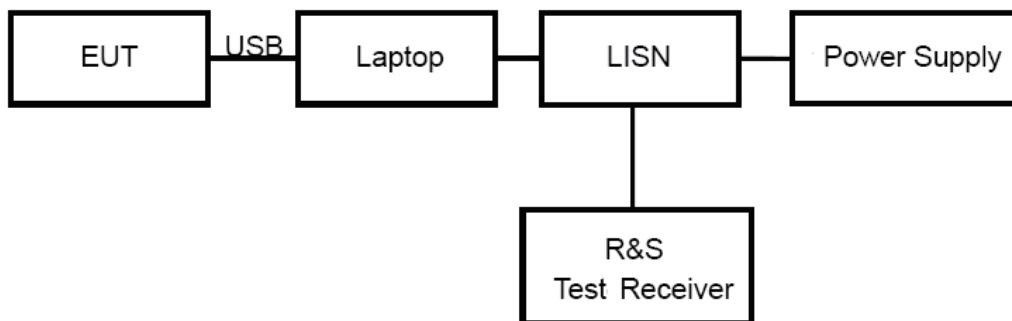 EUT
USB
Laptop
LISN
Power Supply
R&S
Test Receiver